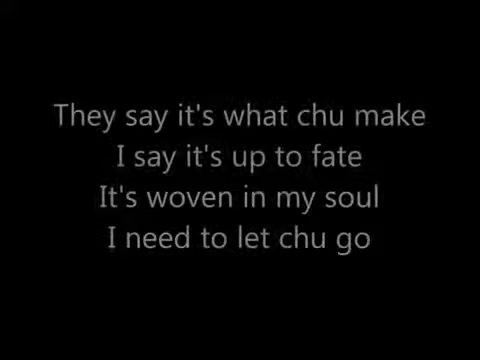 They say it's what chu make
I say it's up to fate
It's woven in my soul
I need to let chu go